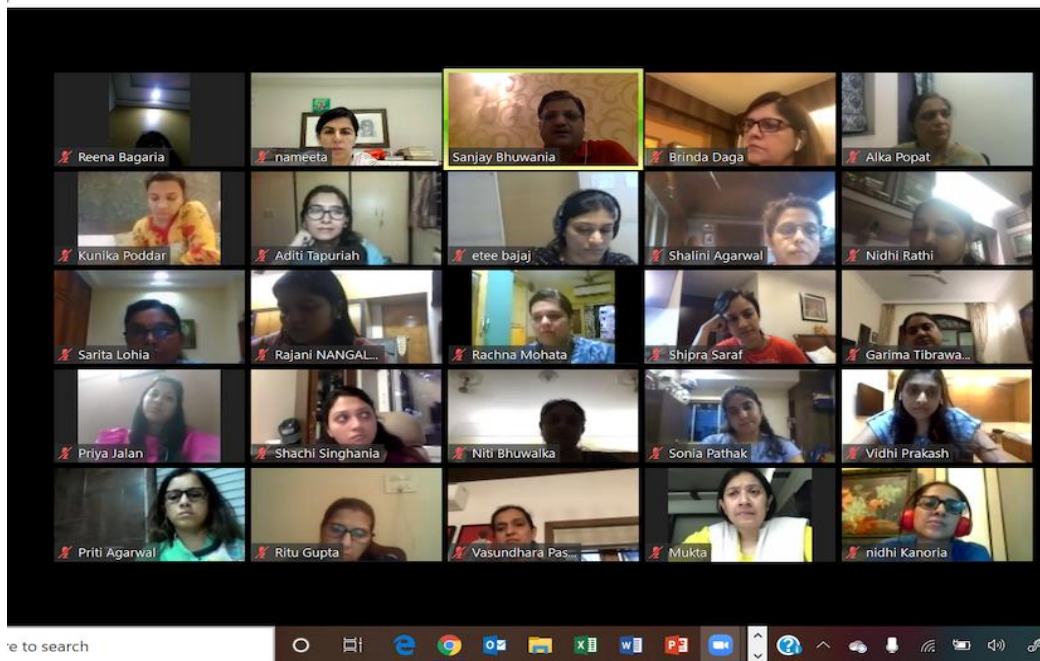 Reena Bagaria
nameeta
Sanjay Bhuwania
Brinda Daga
Alka Popat
Kunika Poddar
Aditi Tapuriah
etee bajaj
Shalini Agarwal
Nidhi Rathi
Sarita Lohia
Rajani NANGAL...
Rachna Mohata
Shipra Saraf
Garima Tibrawa...
Priya Jalan
Shachi Singhania
Niti Bhuwalka
Sonia Pathak
Vidhi Prakash
Priti Agarwal
Ritu Gupta
Vasundhara Pas...
Mukta
nidhi Kanoria
re to search